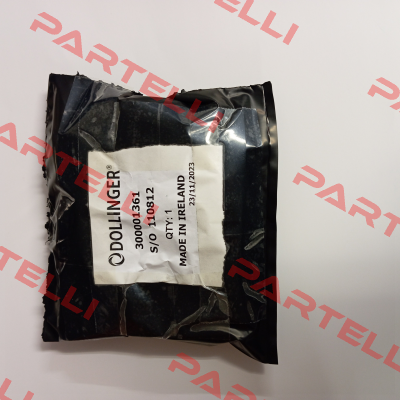 DOLLINGER®
300001361
S/O 110812
QTY: 1
MADE IN IRELAND
23/11/2023
PARTELLI
PARTELLI
PARTELLI
PARTELLI
PARTELLI